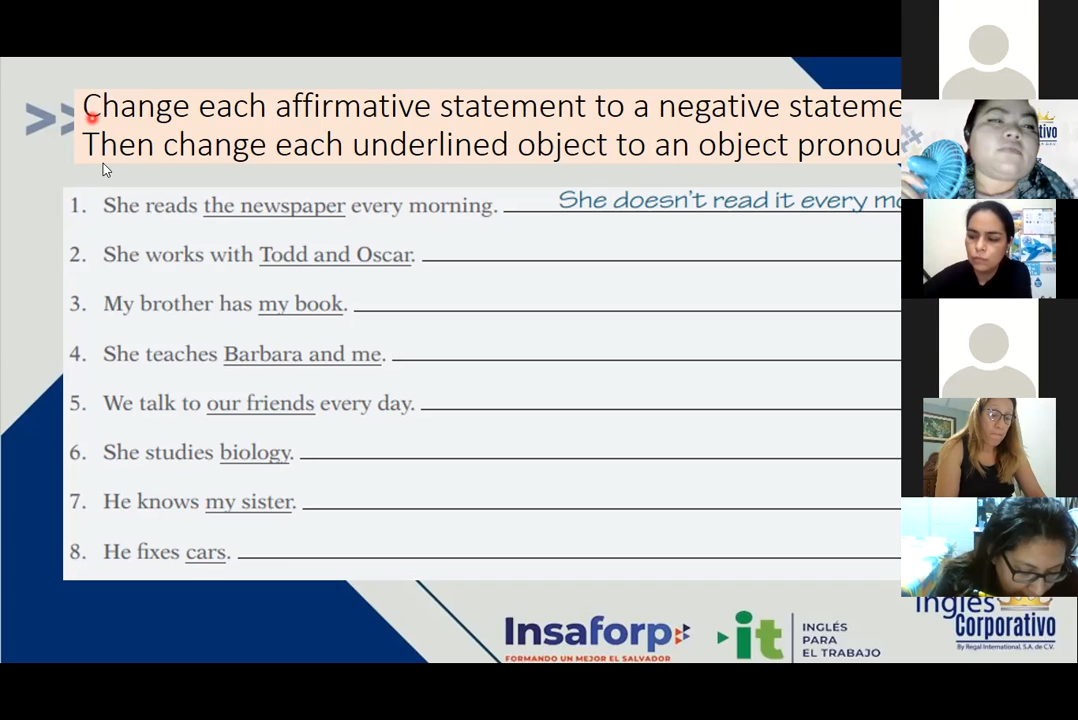 Change each affirmative statement to a negative
Then change each underlined object to an object
1. She reads the newspaper every morning. She doesn't read it every
2. She works with Todd and Oscar.
3. My brother has my book.
4. She teaches Barbara and me.
5. We talk to our friends every day.
6. She studies biology.
7. He knows my sister.
8. He fixes cars.
Insaforp
FORMANDO UN MEJOR EL SALVADOR
it
INGLÉS
PARA
EL TRABAJO
Inglés
Corporativo
By Regal International, S.A. de C.V.